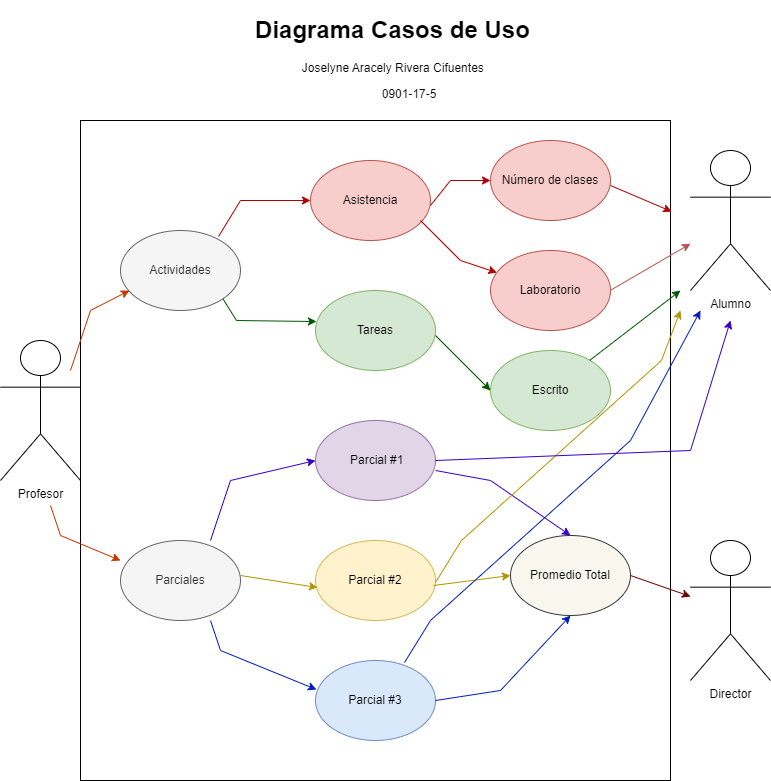 Diagrama Casos de Uso
Joselyne Aracely Rivera Cifuentes
0901-17-5
Número de clases
Asistencia
Actividades
Laboratorio
Alumno
Tareas
Escrito
Parcial #1
Profesor
Parciales
Parcial #2
Promedio Total
Parcial #3
Director